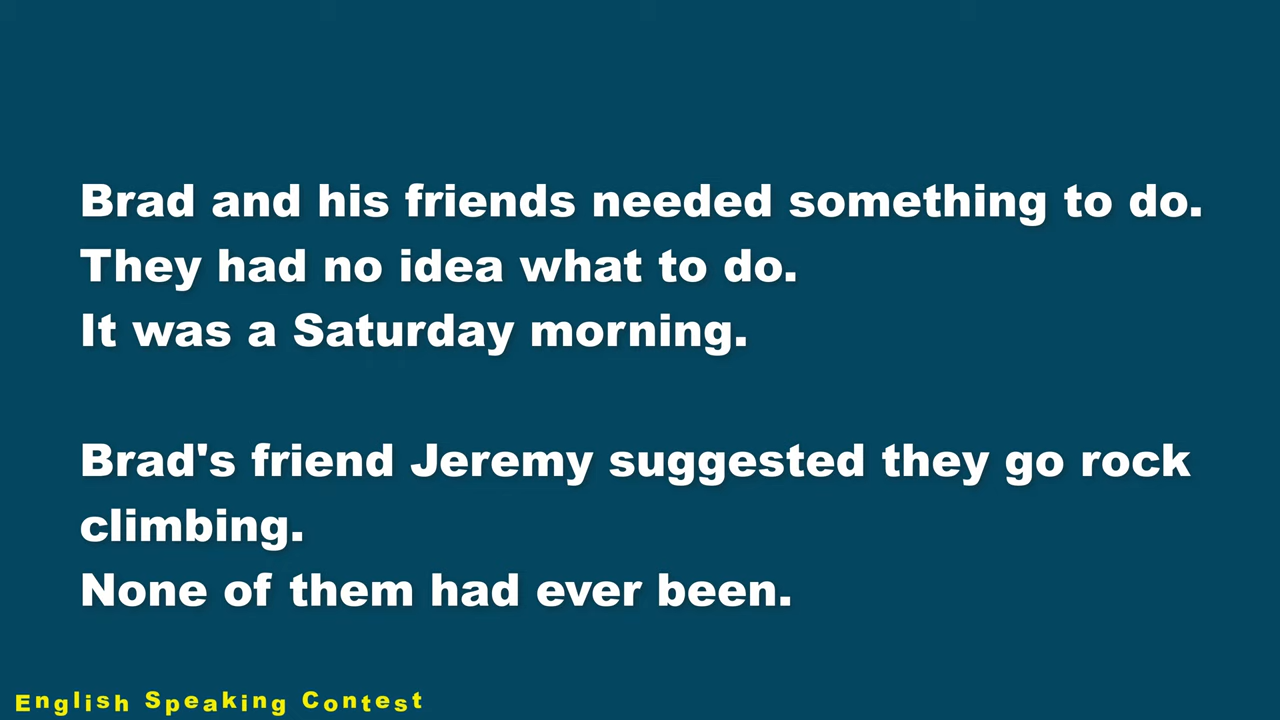 Brad and his friends needed something to do.
They had no idea what to do.
It was a Saturday morning.
Brad's friend Jeremy suggested they go rock
climbing.
None of them had ever been.
English Speaking Contest